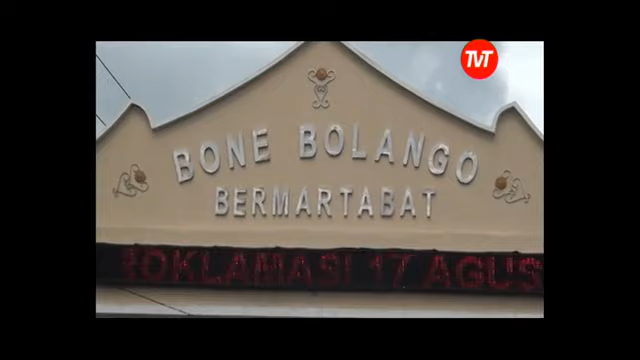 TVT
BONE BOLANGO
BERMARTABAT
ROKLAMASI 17 AGUS